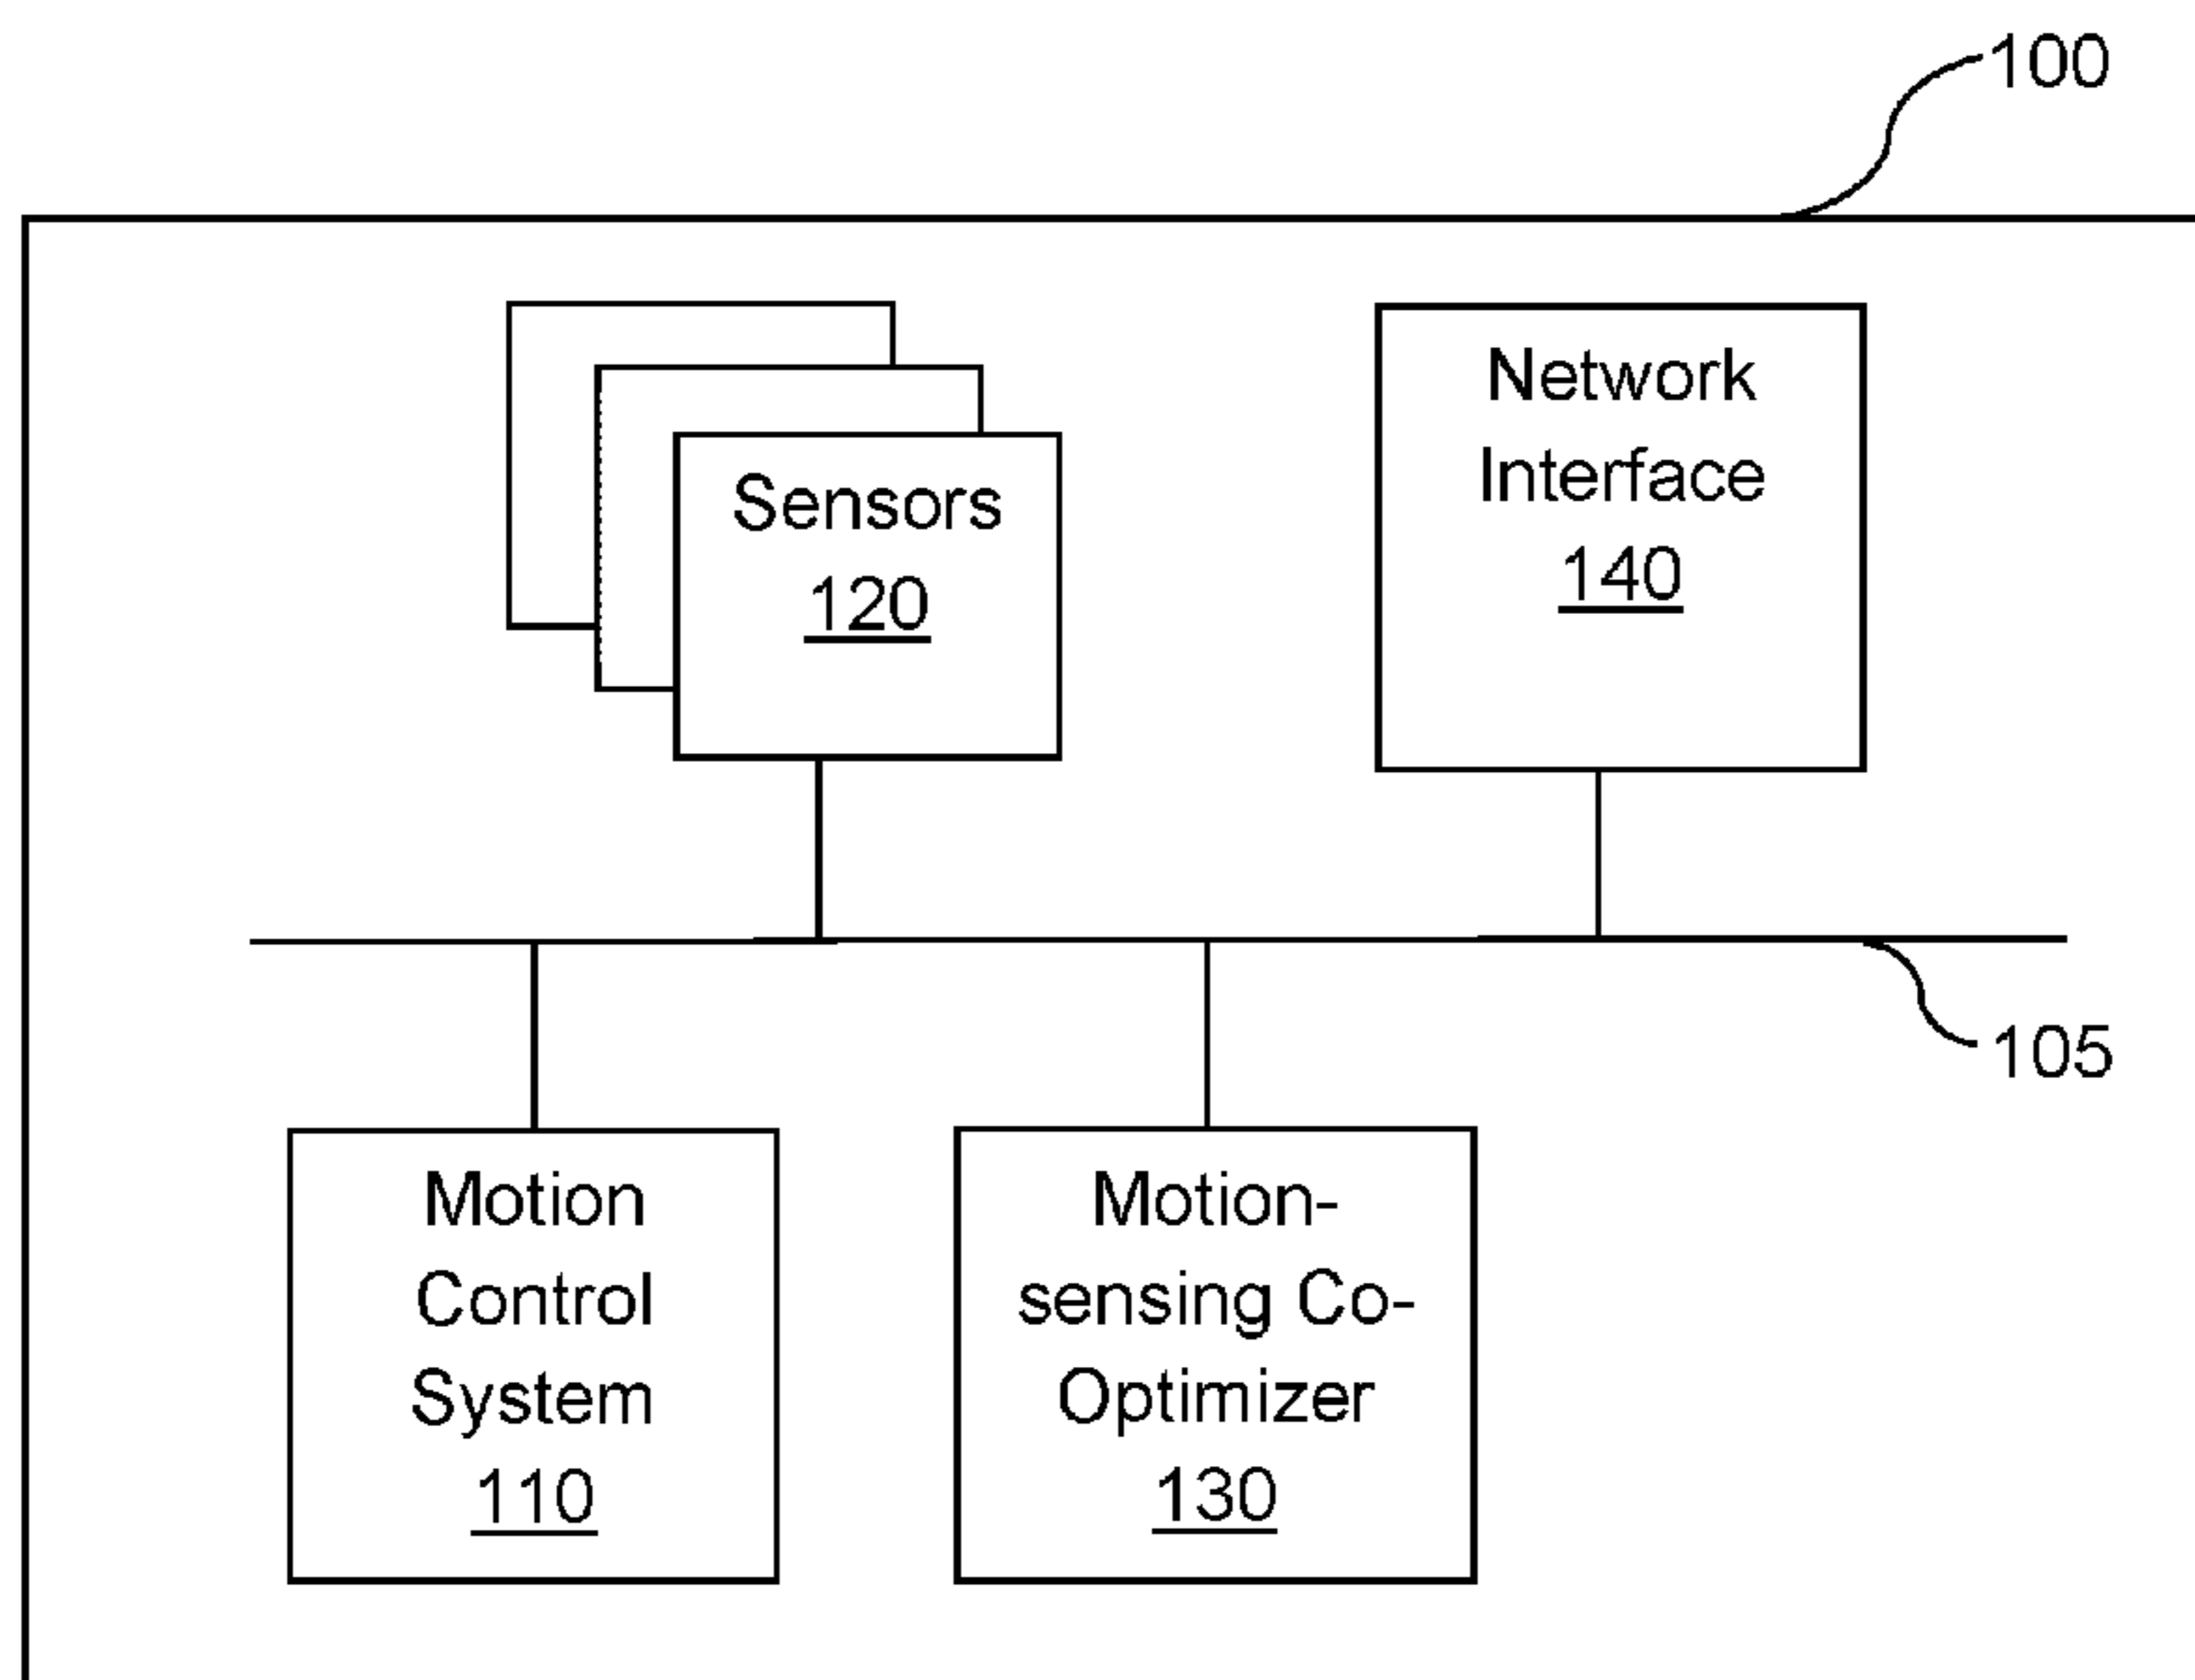 100
Sensors
120
Network
Interface
140
105
Motion
Control
System
110
Motion-
sensing Co-
Optimizer
130